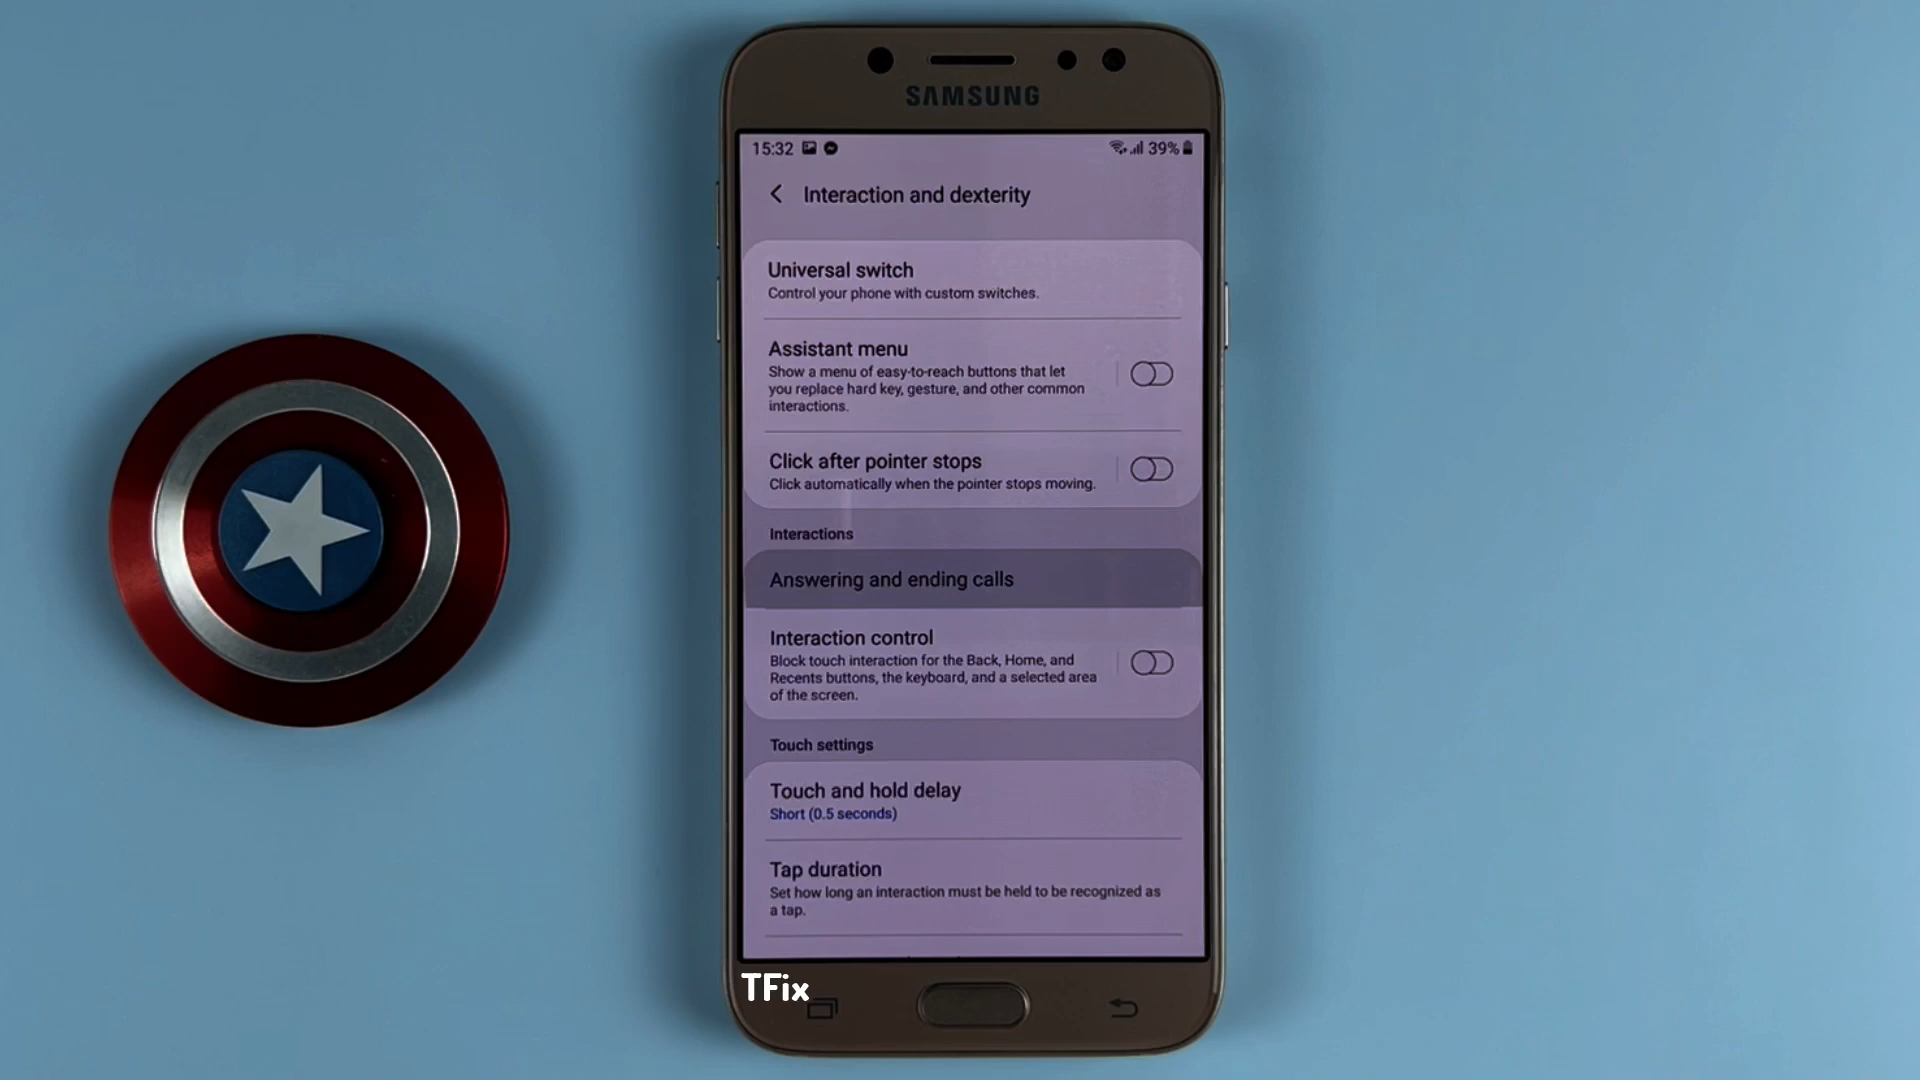 SAMSUNG
15:32
39%
Interaction and dexterity
Universal switch
Control your phone with custom switches.
Assistant menu
Show a menu of easy-to-reach buttons that let
you replace hard key, gesture, and other common
interactions.
Click after pointer stops
Click automatically when the pointer stops moving.
Interactions
Answering and ending calls
Interaction control
Block touch interaction for the Back, Home, and
Recents buttons, the keyboard, and a selected area
of the screen.
Touch settings
Touch and hold delay
Short (0.5 seconds)
Tap duration
Set how long an interaction must be held to be recognized as
a tap.
TFix